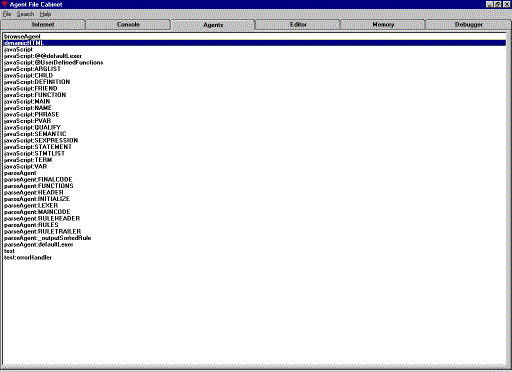 Agent File Cabinet
File Search Help
Internet Console Agents Editor Memory Debugger
browseAgent
dynamicHTML
javaScript
javaScript:@@defaultLexer
javaScript:@UserDefinedFunctions
javaScript:ARGLIST
javaScript:CHILD
javaScript:DEFINITION
javaScript:FRIEND
javaScript:FUNCTION
javaScript:MAIN
javaScript:NAME
javaScript:PHRASE
javaScript:PVAR
javaScript:QUALIFY
javaScript:SEMANTIC
javaScript:SEXPRESSION
javaScript:STATEMENT
javaScript:STMTLIST
javaScript:TERM
javaScript:VAR
parseAgent
parseAgent:FINALCODE
parseAgent:FUNCTIONS
parseAgent:HEADER
parseAgent:INITIALIZE
parseAgent:LEXER
parseAgent:MAINCODE
parseAgent:RULEHEADER
parseAgent:RULES
parseAgent:RULETRAILER
parseAgent:_outputSortedRule
parseAgent:defaultLexer
test
test:errorHandler